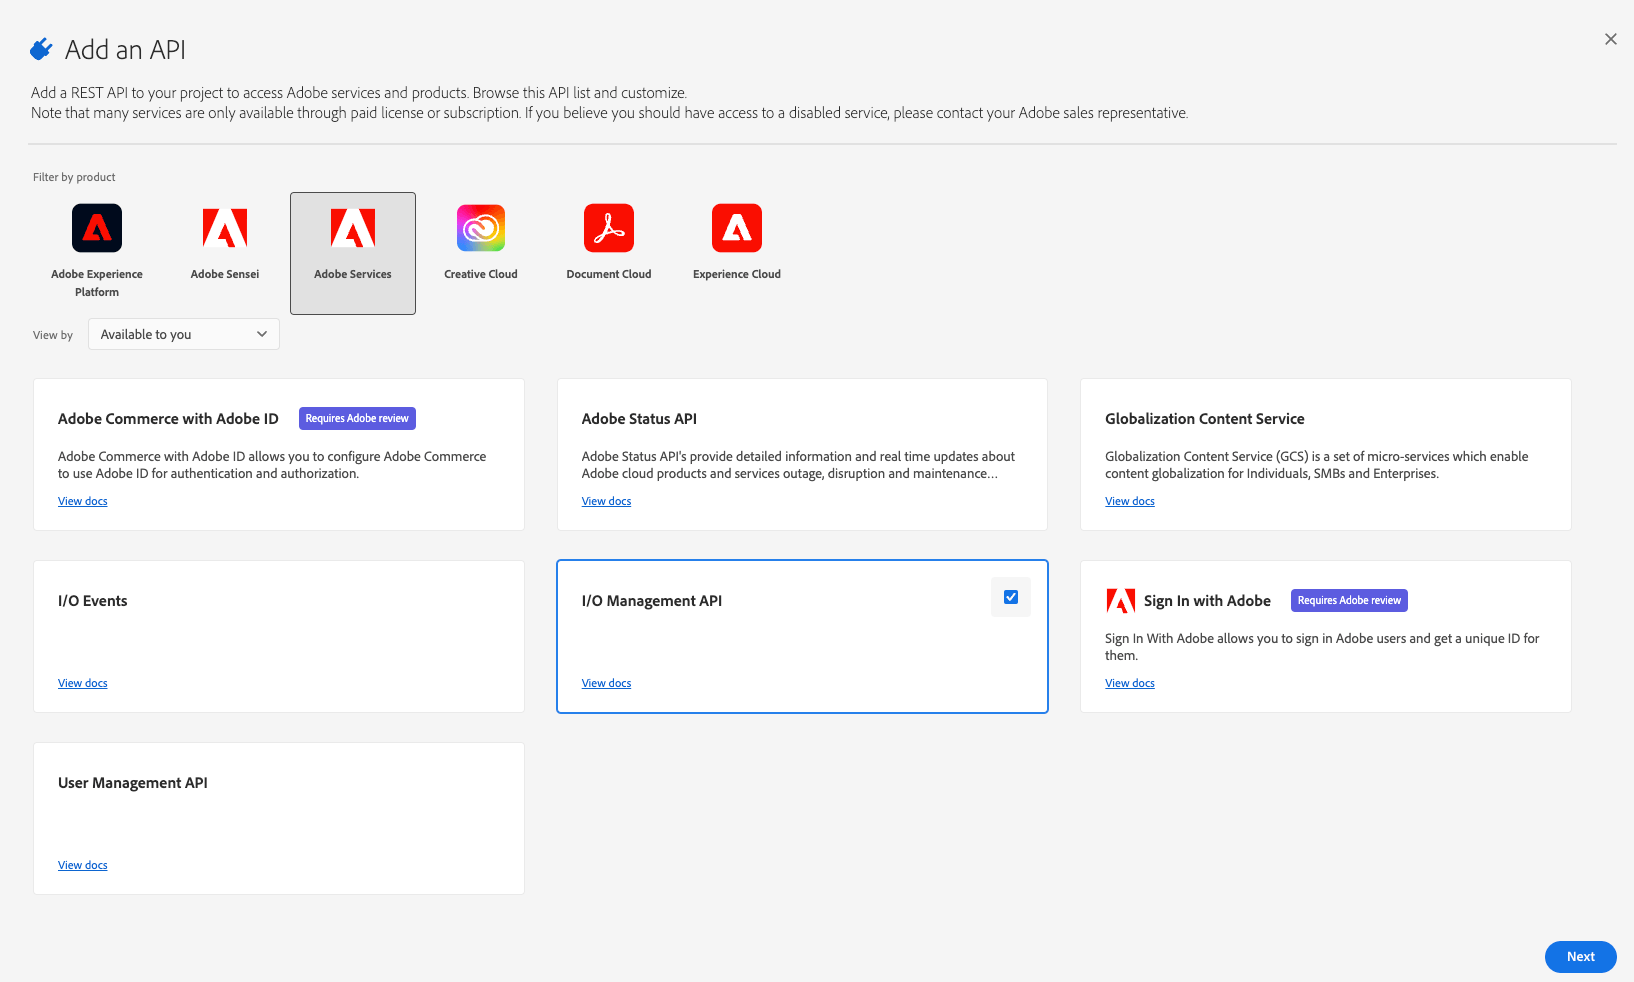 Add an API
Add a REST API to your project to access Adobe services and products. Browse this API list and customize.
Note that many services are only available through paid license or subscription. If you believe you should have access to a disabled service, please contact your Adobe sales representative.
Filter by product
Adobe Experience
Platform
Adobe Sensei
Adobe Services
Creative Cloud
Document Cloud
Experience Cloud
View by
Available to you
Adobe Commerce with Adobe ID
Requires Adobe review
Adobe Commerce with Adobe ID allows you to configure Adobe Commerce
to use Adobe ID for authentication and authorization.
View docs
Adobe Status API
Adobe Status API's provide detailed information and real time updates about
Adobe cloud products and services outage, disruption and maintenance...
View docs
Globalization Content Service
Globalization Content Service (GCS) is a set of micro-services which enable
content globalization for Individuals, SMBs and Enterprises.
View docs
I/O Events
View docs
I/O Management API
View docs
Sign In with Adobe
Requires Adobe review
Sign In With Adobe allows you to sign in Adobe users and get a unique ID for
them.
View docs
User Management API
View docs
Next